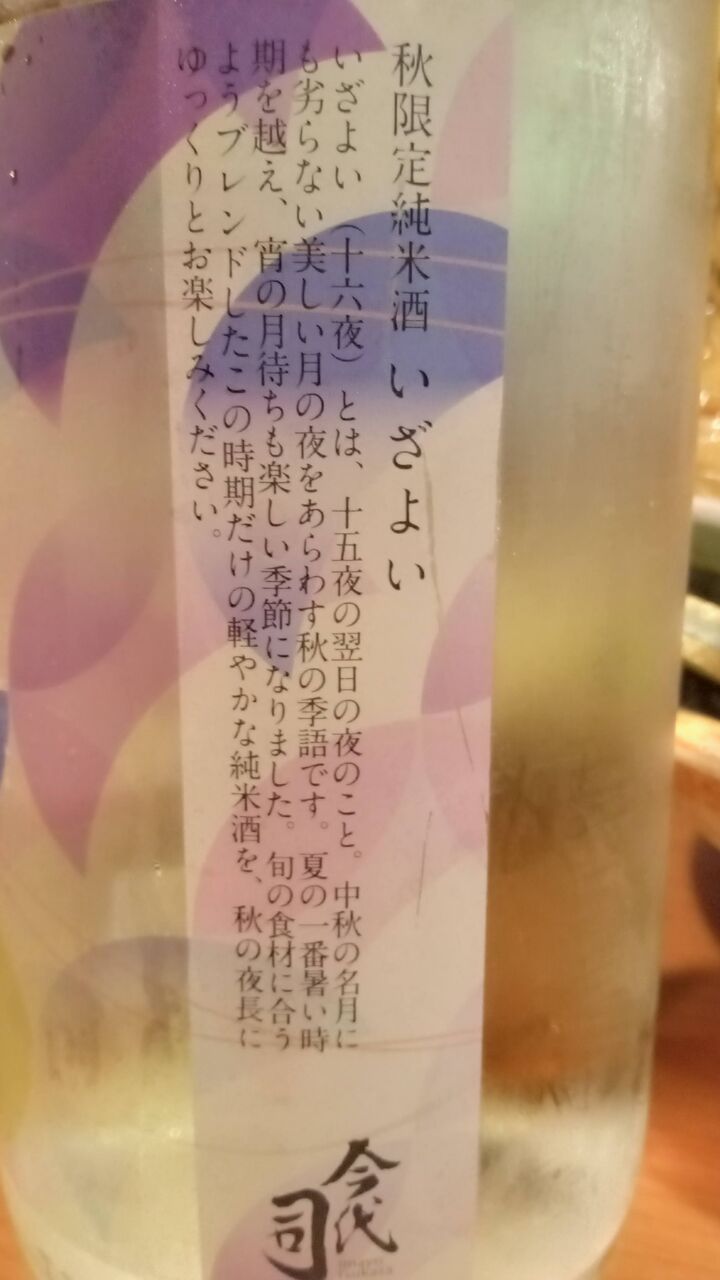 秋限定純米酒 いざよい
いざよい（十六夜）とは、十五夜の翌日の夜のこと。中秋の名月に
も劣らない美しい月の夜をあらわす秋の季語です。夏の一番暑い時
期を越え、宵の月待ちも楽しい季節になりました。旬の食材に合う
ようブレンドしたこの時期だけの軽やかな純米酒を、秋の夜長に
ゆっくりとお楽しみください。
今代司